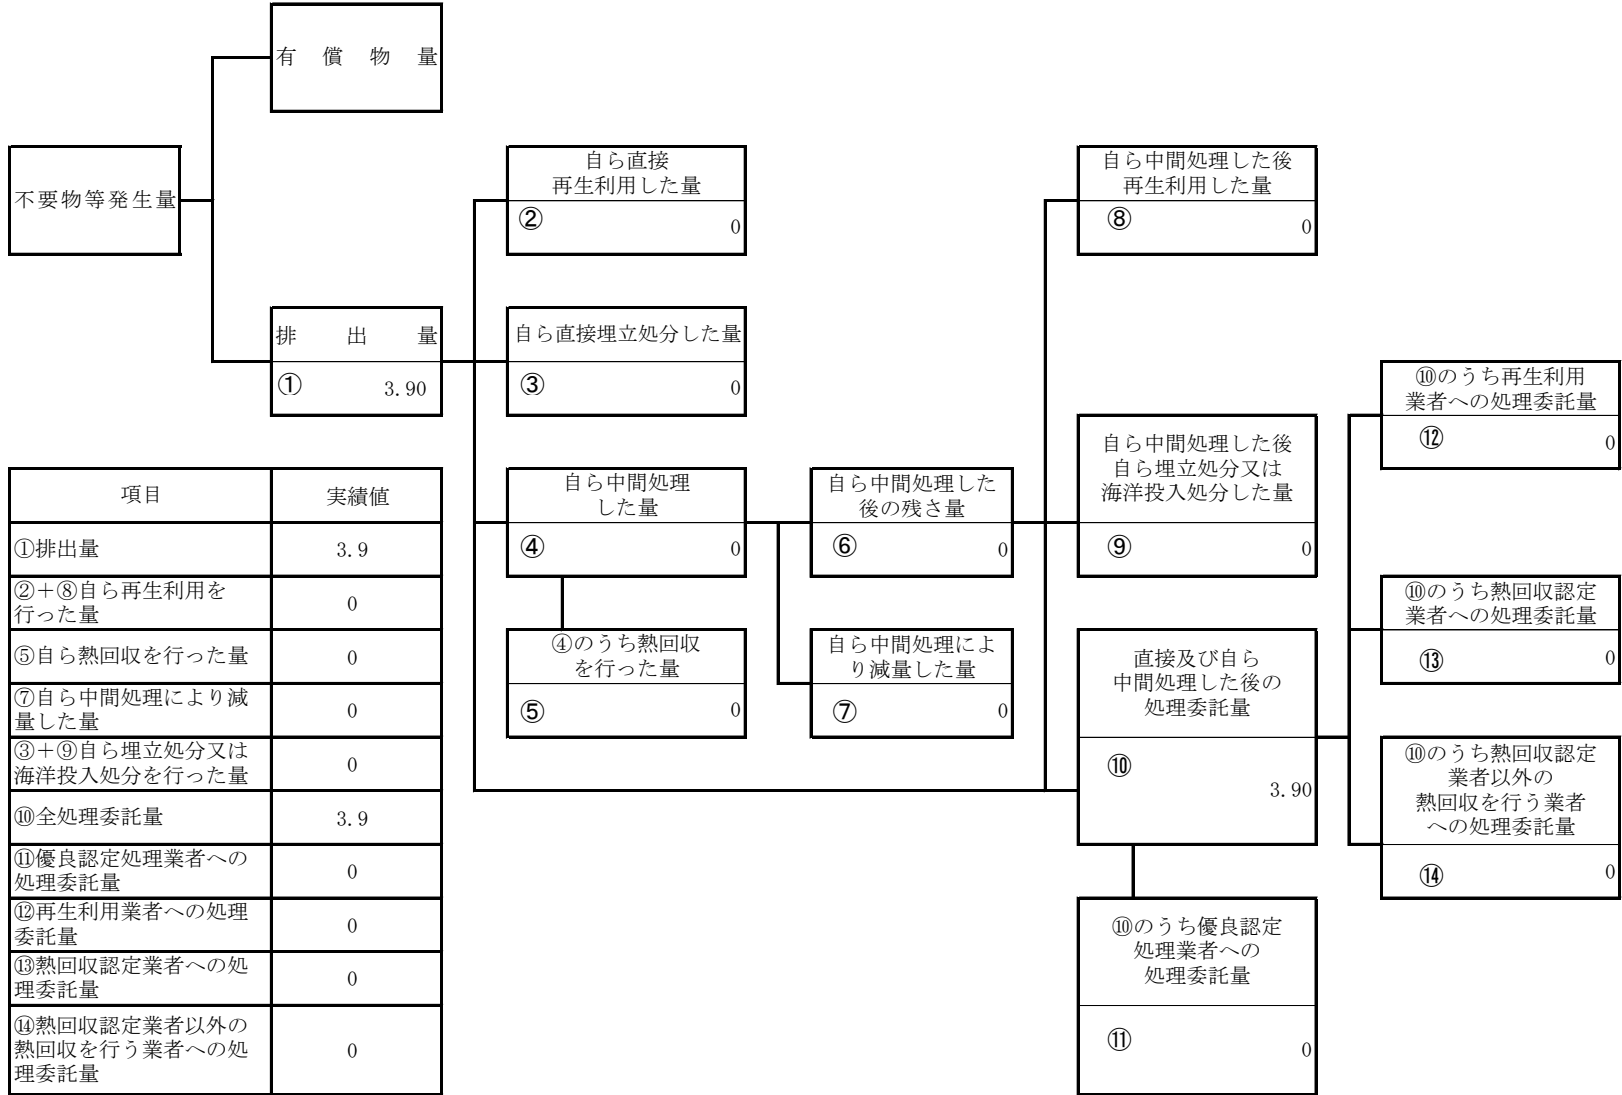 有償物量
不要物等発生量
排出量
① 3.90
自ら直接
再生利用した量
② 0
自ら直接埋立処分した量
③ 0
自ら中間処理
した量
④ 0
④のうち熱回収
を行った量
⑤ 0
自ら中間処理した
後の残さ量
⑥ 0
自ら中間処理によ
り減量した量
⑦ 0
自ら中間処理した後
再生利用した量
⑧ 0
自ら中間処理した後
自ら埋立処分又は
海洋投入処分した量
⑨ 0
直接及び自ら
中間処理した後の
処理委託量
⑩
3.90
⑩のうち優良認定
処理業者への
処理委託量
⑪ 0
⑩のうち再生利用
業者への処理委託量
⑫ 0
⑩のうち熱回収認定
業者への処理委託量
⑬ 0
⑩のうち熱回収認定
業者以外の
熱回収を行う業者
への処理委託量
⑭ 0
項目 実績値
①排出量 3.9
②+⑧自ら再生利用を
行った量 0
⑤自ら熱回収を行った量 0
⑦自ら中間処理により減
量した量 0
③+⑨自ら埋立処分又は
海洋投入処分を行った量 0
⑩全処理委託量 3.9
⑪優良認定処理業者への
処理委託量 0
⑫再生利用業者への処理
委託量 0
⑬熱回収認定業者への処
理委託量 0
⑭熱回収認定業者以外の
熱回収を行う業者への処
理委託量 0